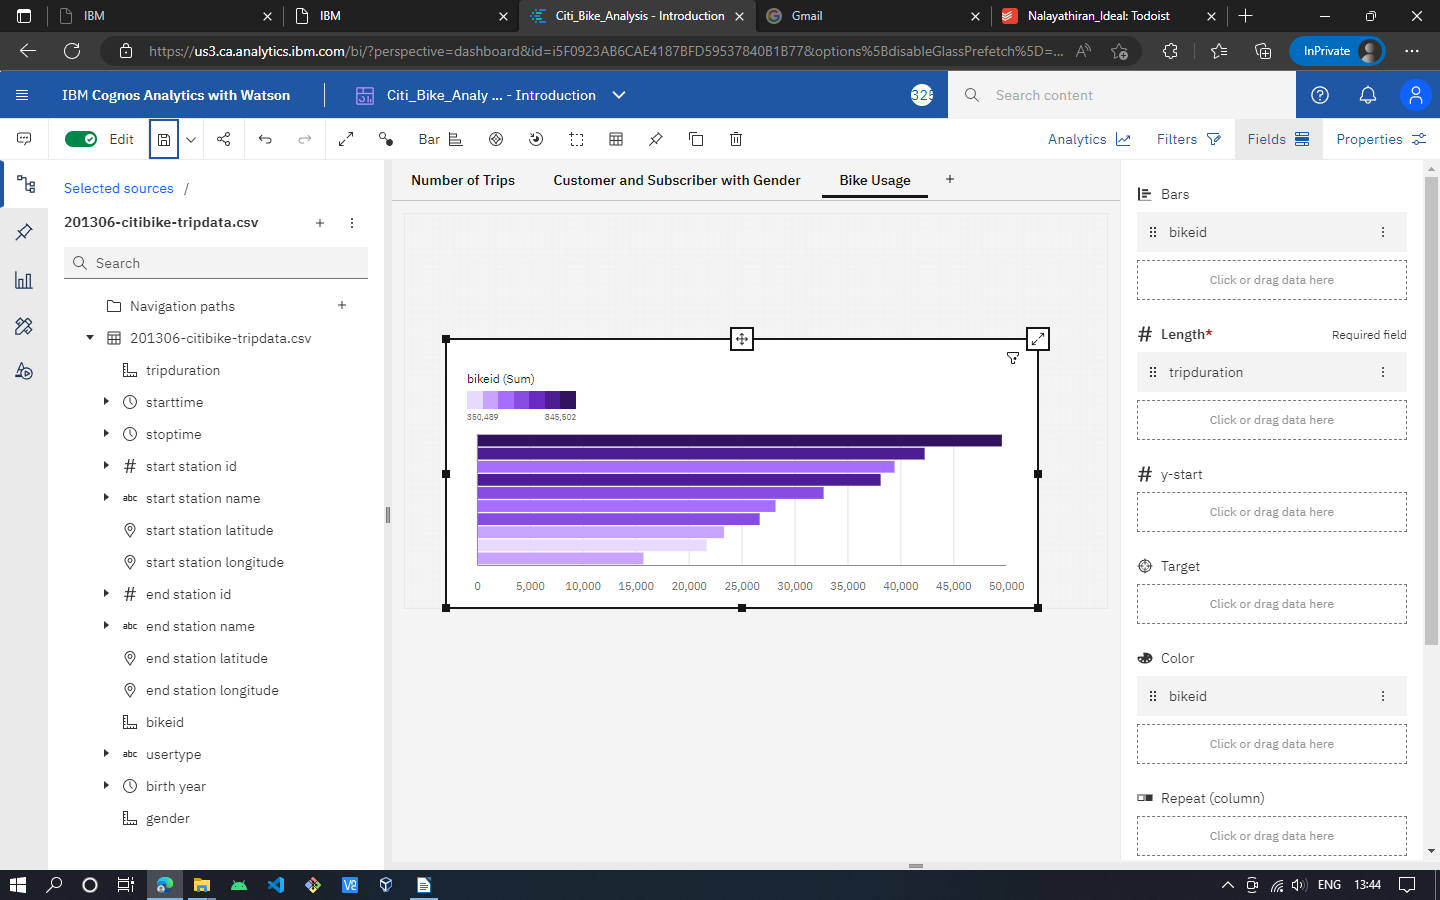 IBM
IBM
Citi_Bike_Analysis - Introduction
Gmail
Nalayathiran_Ideal: Todoist
https://us3.ca.analytics.ibm.com/bi/?perspective=dashboard&id=i5F0923AB6CAE4187BFD59537840B1B77&options%5BdisableGlassPrefetch%5D=...
InPrivate
IBM Cognos Analytics with Watson
Citi_Bike_Analy ... - Introduction
325
Search content
Edit
Bar
Analytics
Filters
Fields
Properties
Selected sources /
201306-citibike-tripdata.csv
Search
Navigation paths
201306-citibike-tripdata.csv
tripduration
starttime
stoptime
start station id
abc start station name
start station latitude
start station longitude
end station id
abc end station name
end station latitude
end station longitude
bikeid
abc usertype
birth year
gender
Number of Trips
Customer and Subscriber with Gender
Bike Usage
bikeid (Sum)
350,489 845,502
0 5,000 10,000 15,000 20,000 25,000 30,000 35,000 40,000 45,000 50,000
Bars
bikeid
Click or drag data here
Length* Required field
tripduration
Click or drag data here
y-start
Click or drag data here
Target
Click or drag data here
Color
bikeid
Click or drag data here
Repeat (column)
Click or drag data here
ENG 13:44